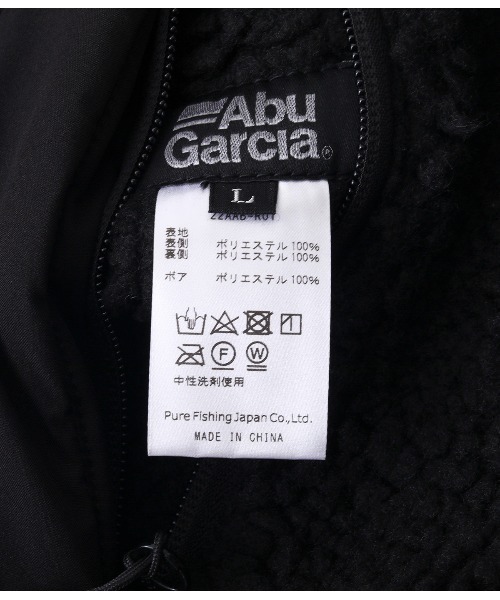 Abu
Garcia®
L
表地
表側 ポリエステル 100%
裏側 ポリエステル 100%
ボア ポリエステル 100%
F W
中性洗剤使用
Pure Fishing Japan Co., Ltd.
MADE IN CHINA